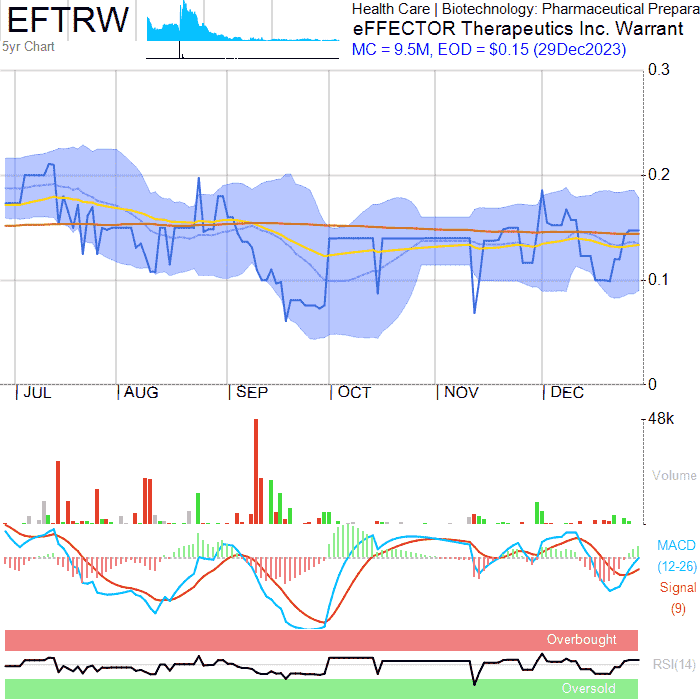 EFTRW
5yr Chart
Health Care | Biotechnology: Pharmaceutical Prepara
eFFECTOR Therapeutics Inc. Warrant
MC = 9.5M, EOD = $0.15 (29Dec2023)
0.3
0.2
0.1
0
JUL AUG SEP OCT NOV DEC
48k
Volume
MACD
(12-26)
Signal
(9)
Overbought
RSI(14)
Oversold